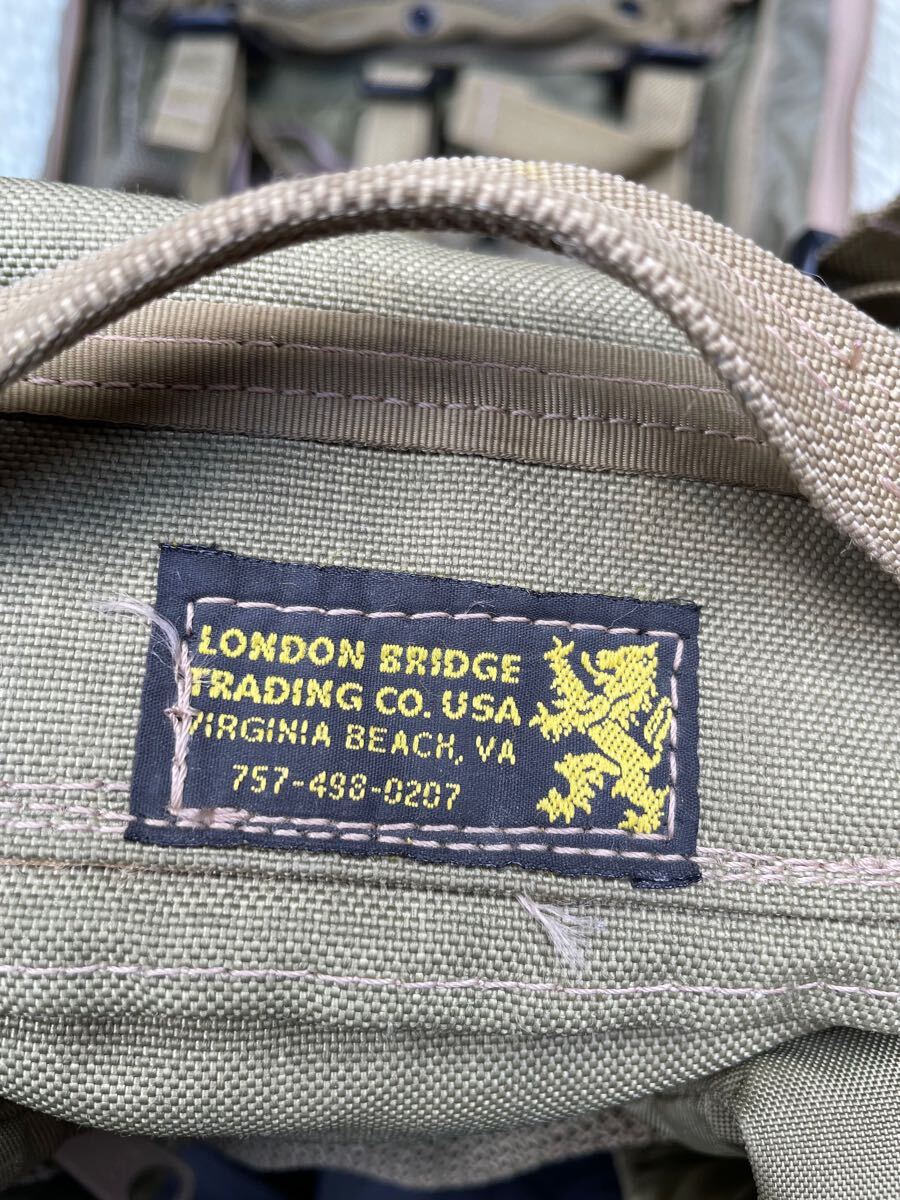 LONDON BRIDGE
TRADING CO. USA
VIRGINIA BEACH, VA
757-498-0207